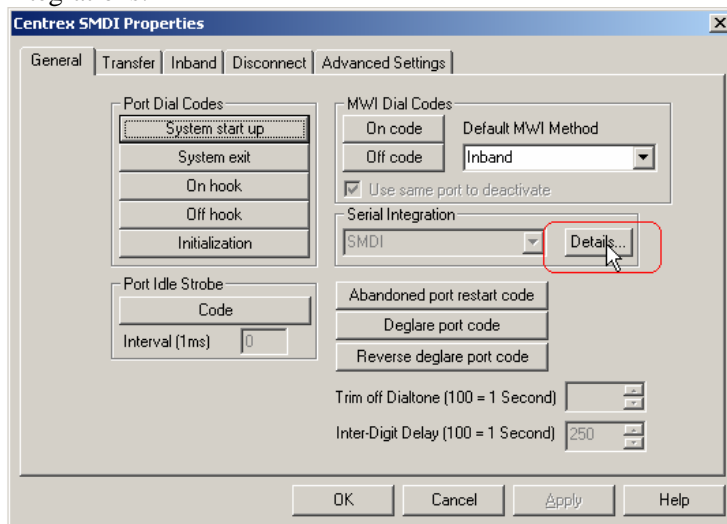 Centrex SMDI Properties
General Transfer Inband Disconnect Advanced Settings
Port Dial Codes
System start up
System exit
On hook
Off hook
Initialization
Port Idle Strobe
Code
Interval (1ms) 0
MWI Dial Codes
On code Default MWI Method
Off code Inband
Use same port to deactivate
Serial Integration
SMDI Details...
Abandoned port restart code
Deglare port code
Reverse deglare port code
Trim off Dialtone (100 = 1 Second)
Inter-Digit Delay (100 = 1 Second) 250
OK Cancel Apply Help